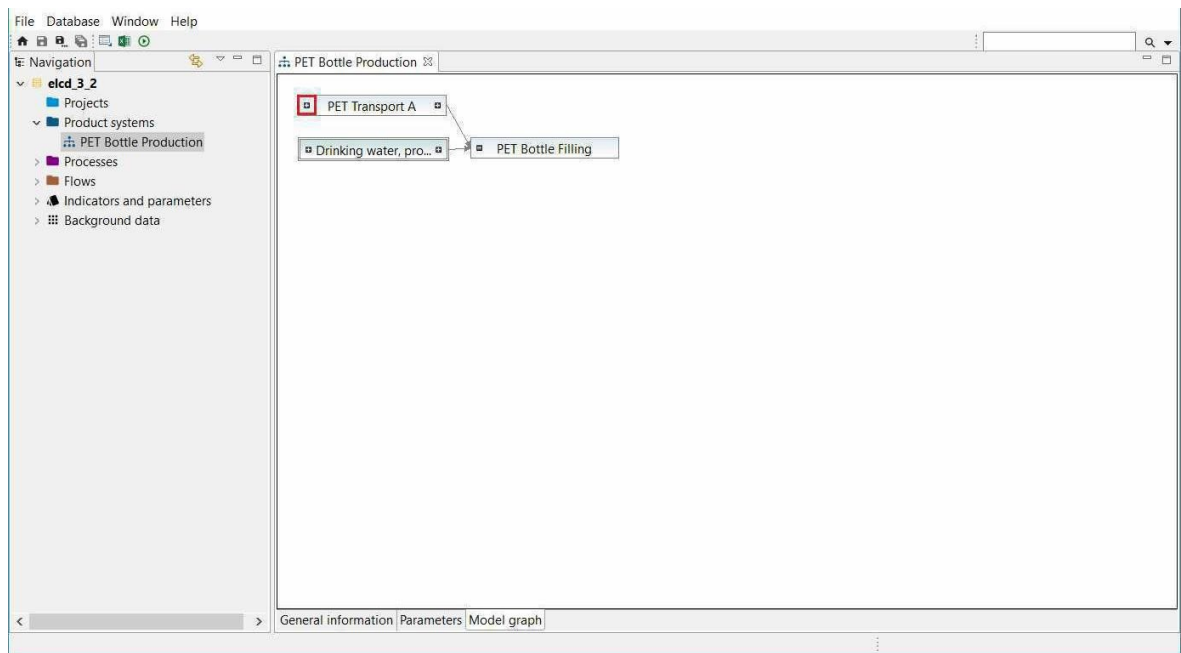 File Database Window Help
Navigation
PET Bottle Production
elcd_3_2
Projects
Product systems
PET Bottle Production
Processes
Flows
Indicators and parameters
Background data
PET Transport A
Drinking water, pro...
PET Bottle Filling
General information Parameters Model graph